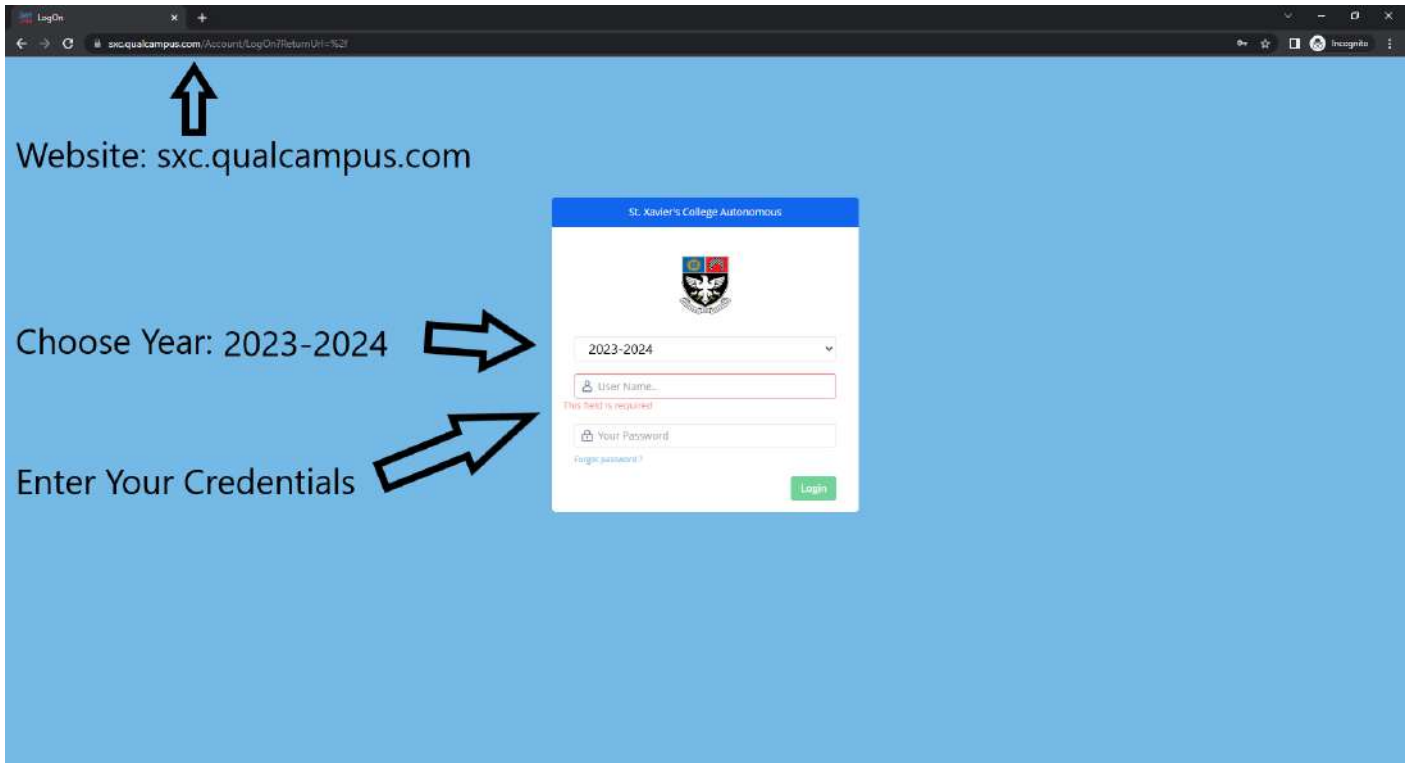 LogOn
sxc.qualcampus.com/Account/LogOn?ReturnUrl=%2f
Incognito
Website: sxc.qualcampus.com
St. Xavier's College Autonomous
Choose Year: 2023-2024
2023-2024
User Name...
This field is required
Your Password
Forgot password ?
Enter Your Credentials
Login